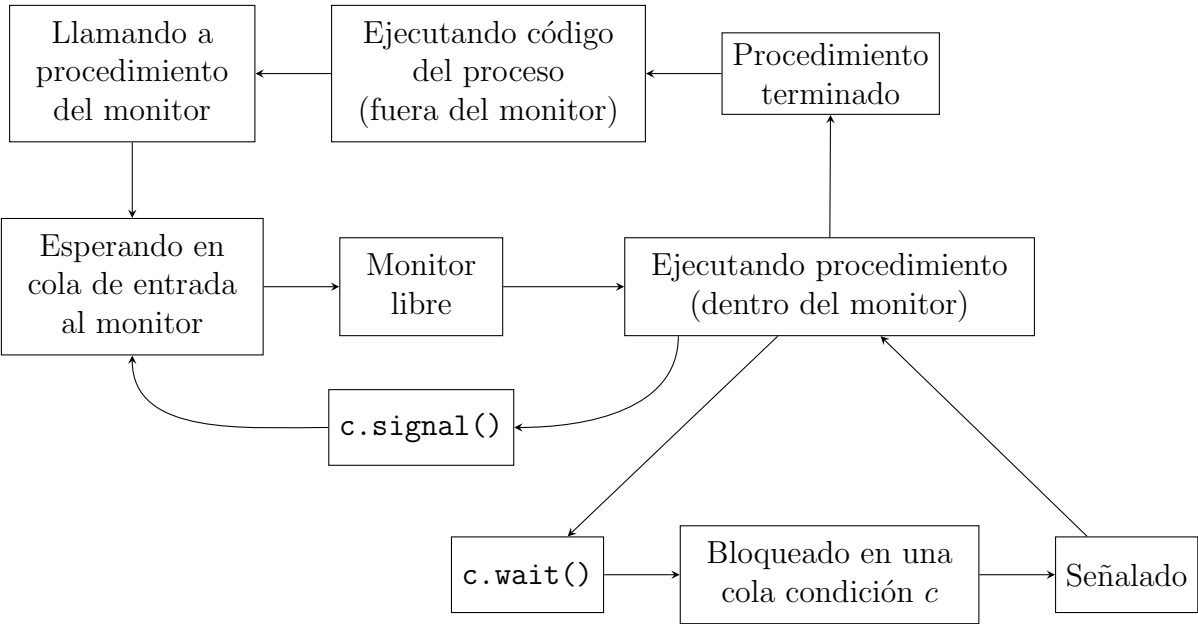 Llamando a
procedimiento
del monitor
Ejecutando código
del proceso
(fuera del monitor)
Procedimiento
terminado
Esperando en
cola de entrada
al monitor
Monitor
libre
Ejecutando procedimiento
(dentro del monitor)
c.signal()
c.wait()
Bloqueado en una
cola condición c
Señalado